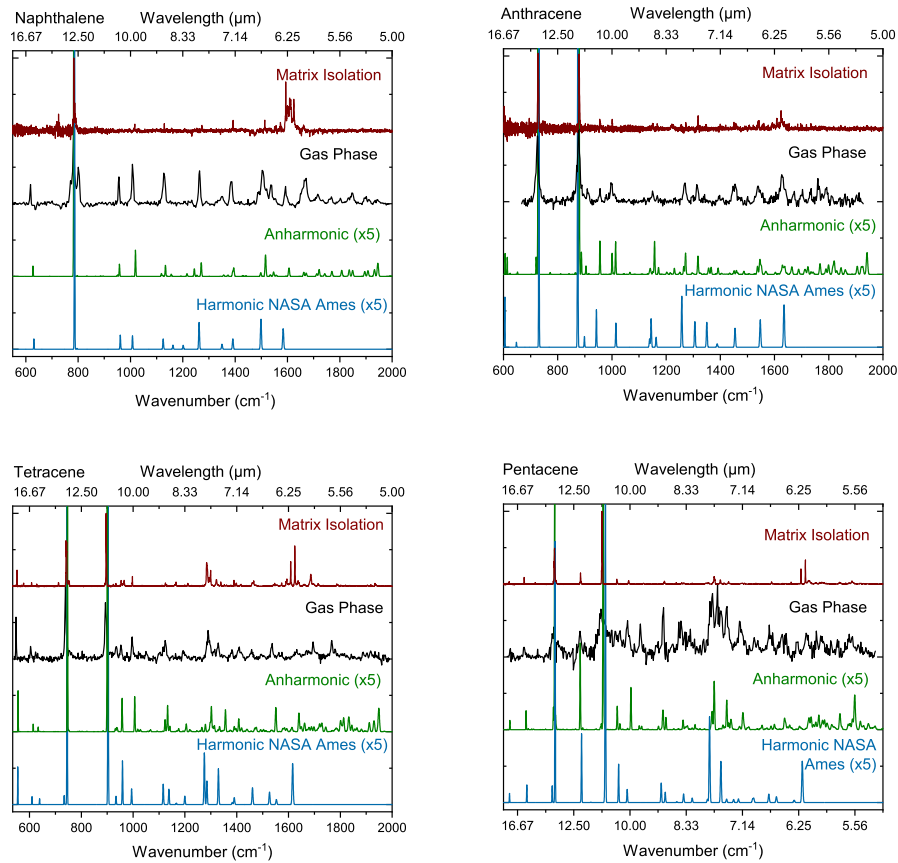 Naphthalene Wavelength (μm)
16.67 12.50 10.00 8.33 7.14 6.25 5.56 5.00
Matrix Isolation
Gas Phase
Anharmonic (x5)
Harmonic NASA Ames (x5)
600 800 1000 1200 1400 1600 1800 2000
Wavenumber (cm-1)
Anthracene Wavelength (μm)
16.67 12.50 10.00 8.33 7.14 6.25 5.56 5.00
Matrix Isolation
Gas Phase
Anharmonic (x5)
Harmonic NASA Ames (x5)
600 800 1000 1200 1400 1600 1800 2000
Wavenumber (cm-1)
Tetracene Wavelength (μm)
16.67 12.50 10.00 8.33 7.14 6.25 5.56 5.00
Matrix Isolation
Gas Phase
Anharmonic (x5)
Harmonic NASA Ames (x5)
600 800 1000 1200 1400 1600 1800 2000
Wavenumber (cm-1)
Pentacene Wavelength (μm)
16.67 12.50 10.00 8.33 7.14 6.25 5.56
Matrix Isolation
Gas Phase
Anharmonic (x5)
Harmonic NASA
Ames (x5)
16.67 12.50 10.00 8.33 7.14 6.25 5.56
Wavenumber (cm-1)